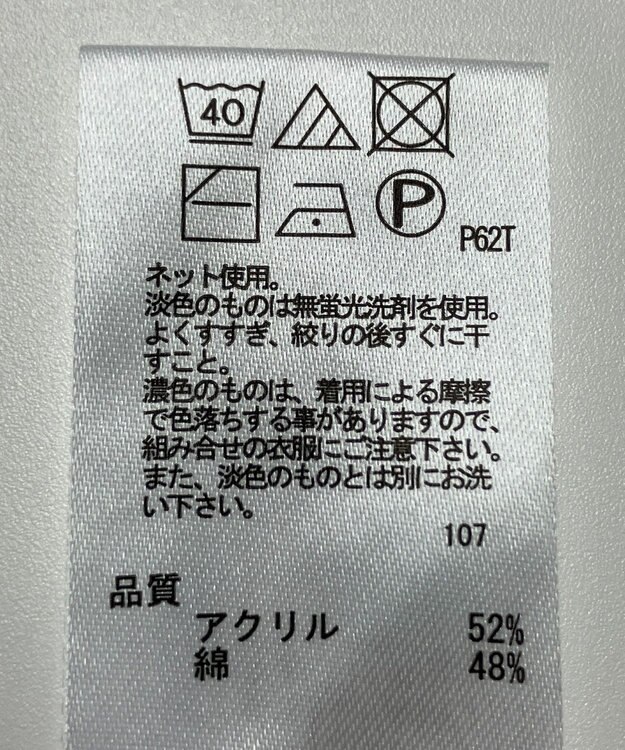 40
P
P62T
ネット使用。
淡色のものは無蛍光洗剤を使用。
よくすすぎ、絞りの後すぐに干
すこと。
濃色のものは、着用による摩擦
で色落ちする事がありますので、
組み合せの衣服にご注意下さい。
また、淡色のものとは別にお洗
い下さい。
107
品質
アクリル 52%
綿 48%